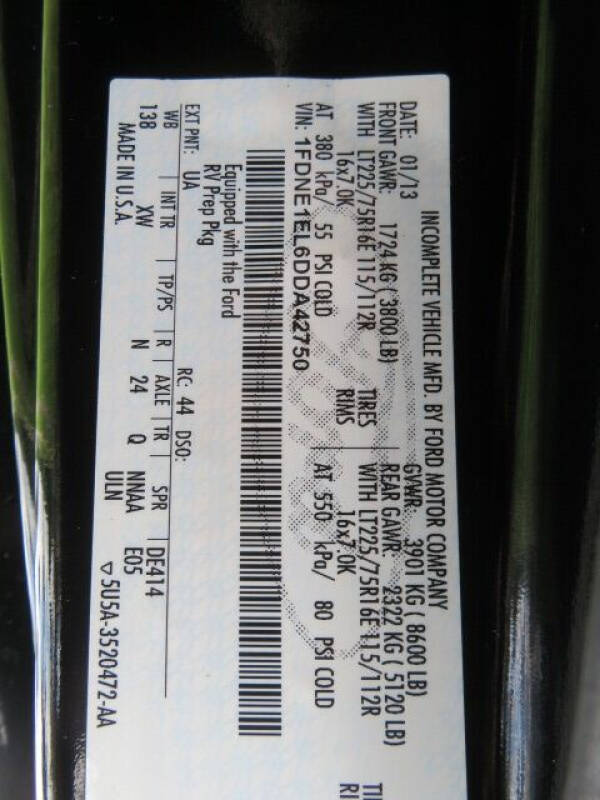 INCOMPLETE VEHICLE MFD. BY FORD MOTOR COMPANY
DATE: 01/13 GVWR: 3901 KG ( 8600 LB)
FRONT GAWR: 1724 KG ( 3800 LB) REAR GAWR: 2322 KG ( 5120 LB)
WITH LT225/75R16E 115/112R TIRES WITH LT225/75R16E 115/112R TI
16x7.0K RIMS 16x7.0K RI
AT 380 kPa/ 55 PSI COLD AT 550 kPa/ 80 PSI COLD
VIN: 1FDNE1EL6DDA42750
Equipped with the Ford
RV Prep Pkg
EXT PNT: UA RC: 44 DSO:
WB | INT TR | TP/PS | R | AXLE | TR | SPR | DE414
138 XW N 24 Q NNAA E05
ULN
MADE IN U.S.A. ▽ 5U5A-3520472-AA